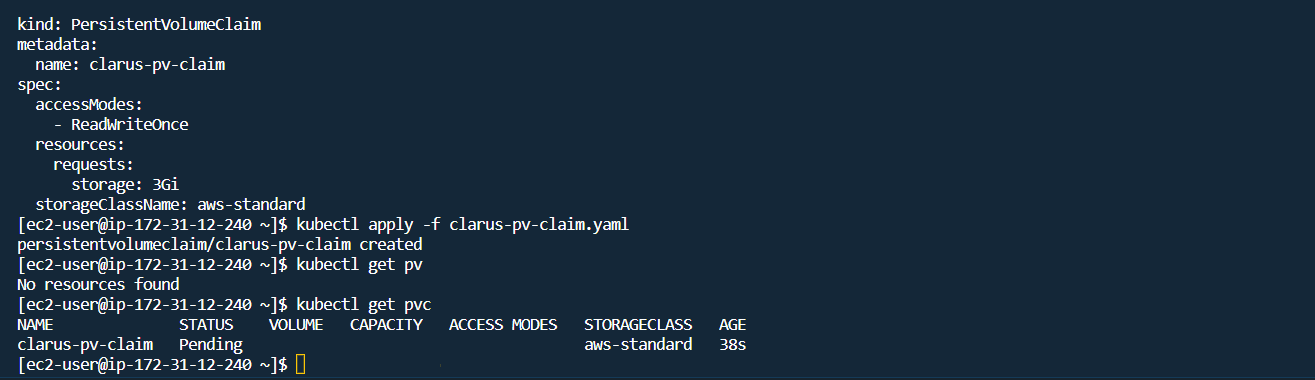 kind: PersistentVolumeClaim
metadata:
  name: clarus-pv-claim
spec:
  accessModes:
    - ReadWriteOnce
  resources:
    requests:
      storage: 3Gi
  storageClassName: aws-standard
[ec2-user@ip-172-31-12-240 ~]$ kubectl apply -f clarus-pv-claim.yaml
persistentvolumeclaim/clarus-pv-claim created
[ec2-user@ip-172-31-12-240 ~]$ kubectl get pv
No resources found
[ec2-user@ip-172-31-12-240 ~]$ kubectl get pvc
NAME              STATUS    VOLUME   CAPACITY   ACCESS MODES   STORAGECLASS   AGE
clarus-pv-claim   Pending                                      aws-standard   38s
[ec2-user@ip-172-31-12-240 ~]$